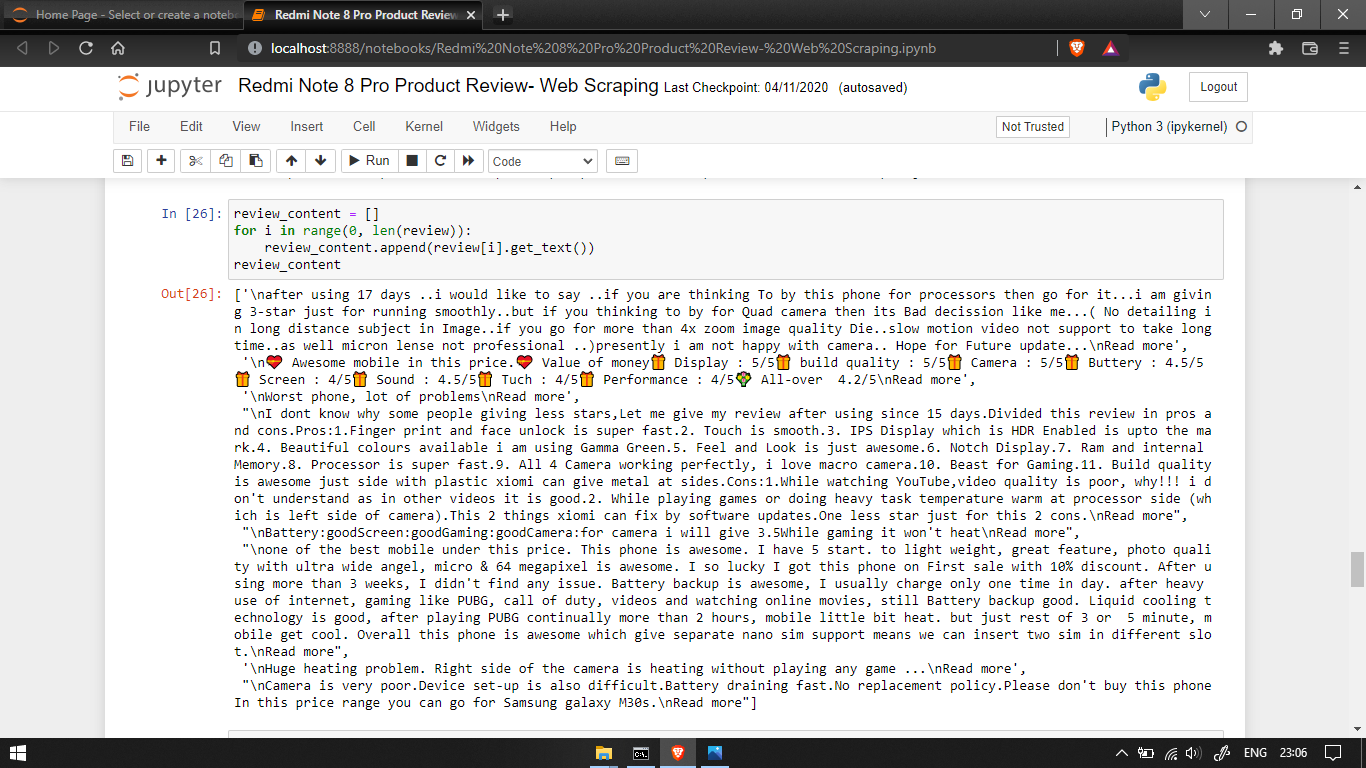 Home Page - Select or create a noteb
Redmi Note 8 Pro Product Review
localhost:8888/notebooks/Redmi%20Note%208%20Pro%20Product%20Review-%20Web%20Scraping.ipynb
jupyter Redmi Note 8 Pro Product Review- Web Scraping Last Checkpoint: 04/11/2020 (autosaved)
Logout
File Edit View Insert Cell Kernel Widgets Help
Not Trusted
Python 3 (ipykernel)
Run
Code
In [26]:
review_content = []
for i in range(0, len(review)):
    review_content.append(review[i].get_text())
review_content
Out[26]:
['\nafter using 17 days ..i would like to say ..if you are thinking To by this phone for processors then go for it...i am givin
g 3-star just for running smoothly..but if you thinking to by for Quad camera then its Bad decission like me...( No detailing i
n long distance subject in Image..if you go for more than 4x zoom image quality Die..slow motion video not support to take long
time..as well micron lense not professional ..)presently i am not happy with camera.. Hope for Future update...\nRead more',
'\n💝 Awesome mobile in this price.💝 Value of money🎁 Display : 5/5🎁 build quality : 5/5🎁 Camera : 5/5🎁 Buttery : 4.5/5
🎁 Screen : 4/5🎁 Sound : 4.5/5🎁 Tuch : 4/5🎁 Performance : 4/5💐 All-over  4.2/5\nRead more',
'\nWorst phone, lot of problems\nRead more',
"\nI dont know why some people giving less stars,Let me give my review after using since 15 days.Divided this review in pros a
nd cons.Pros:1.Finger print and face unlock is super fast.2. Touch is smooth.3. IPS Display which is HDR Enabled is upto the ma
rk.4. Beautiful colours available i am using Gamma Green.5. Feel and Look is just awesome.6. Notch Display.7. Ram and internal
Memory.8. Processor is super fast.9. All 4 Camera working perfectly, i love macro camera.10. Beast for Gaming.11. Build quality
is awesome just side with plastic xiomi can give metal at sides.Cons:1.While watching YouTube,video quality is poor, why!!! i d
on't understand as in other videos it is good.2. While playing games or doing heavy task temperature warm at processor side (wh
ich is left side of camera).This 2 things xiomi can fix by software updates.One less star just for this 2 cons.\nRead more",
"\nBattery:goodScreen:goodGaming:goodCamera:for camera i will give 3.5While gaming it won't heat\nRead more",
"\none of the best mobile under this price. This phone is awesome. I have 5 start. to light weight, great feature, photo quali
ty with ultra wide angel, micro & 64 megapixel is awesome. I so lucky I got this phone on First sale with 10% discount. After u
sing more than 3 weeks, I didn't find any issue. Battery backup is awesome, I usually charge only one time in day. after heavy
use of internet, gaming like PUBG, call of duty, videos and watching online movies, still Battery backup good. Liquid cooling t
echnology is good, after playing PUBG continually more than 2 hours, mobile little bit heat. but just rest of 3 or  5 minute, m
obile get cool. Overall this phone is awesome which give separate nano sim support means we can insert two sim in different slo
t.\nRead more",
'\nHuge heating problem. Right side of the camera is heating without playing any game ...\nRead more',
"\nCamera is very poor.Device set-up is also difficult.Battery draining fast.No replacement policy.Please don't buy this phone
In this price range you can go for Samsung galaxy M30s.\nRead more"]
ENG 23:06